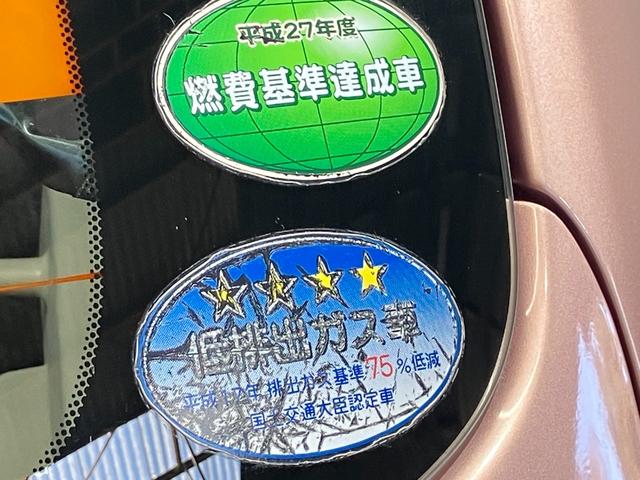 平成27年度
燃費基準達成車
低排出ガス車
平成17年 排出ガス基準75%低減
国土交通大臣認定車